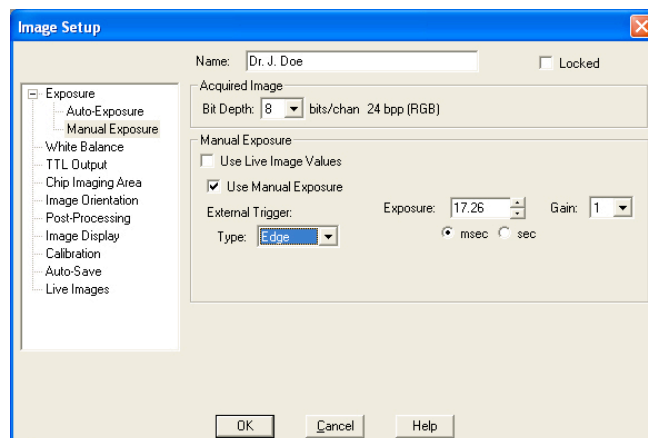 Image Setup
Name: Dr. J. Doe Locked
Exposure
Auto-Exposure
Manual Exposure
White Balance
TTL Output
Chip Imaging Area
Image Orientation
Post-Processing
Image Display
Calibration
Auto-Save
Live Images
Acquired Image
Bit Depth: 8 bits/chan 24 bpp (RGB)
Manual Exposure
Use Live Image Values
Use Manual Exposure
External Trigger:
Type: Edge
Exposure: 17.26 Gain: 1
msec sec
OK Cancel Help